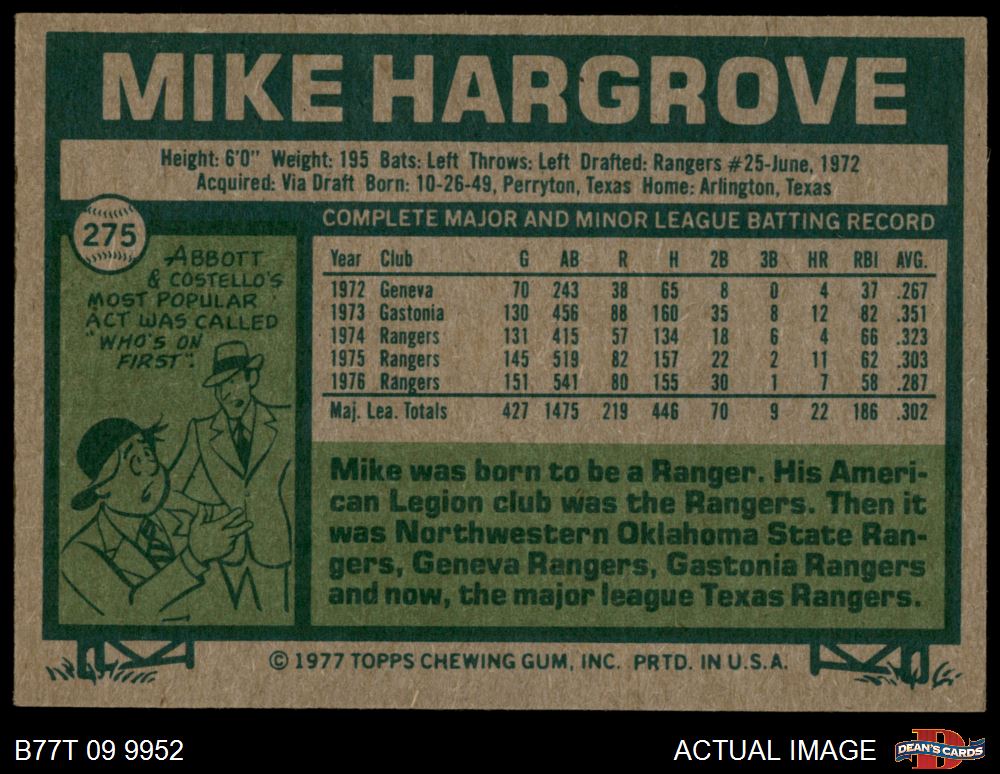 MIKE HARGROVE
Height: 6'0" Weight: 195 Bats: Left Throws: Left Drafted: Rangers #25-June, 1972
Acquired: Via Draft Born: 10-26-49, Perryton, Texas Home: Arlington, Texas
275
ABBOTT
& COSTELLO'S
MOST POPULAR
ACT WAS CALLED
"WHO'S ON
FIRST".
COMPLETE MAJOR AND MINOR LEAGUE BATTING RECORD
Year Club G AB R H 2B 3B HR RBI AVG.
1972 Geneva 70 243 38 65 8 0 4 37 .267
1973 Gastonia 130 456 88 160 35 8 12 82 .351
1974 Rangers 131 415 57 134 18 6 4 66 .323
1975 Rangers 145 519 82 157 22 2 11 62 .303
1976 Rangers 151 541 80 155 30 1 7 58 .287
Maj. Lea. Totals 427 1475 219 446 70 9 22 186 .302
Mike was born to be a Ranger. His Ameri-
can Legion club was the Rangers. Then it
was Northwestern Oklahoma State Ran-
gers, Geneva Rangers, Gastonia Rangers
and now, the major league Texas Rangers.
© 1977 TOPPS CHEWING GUM, INC. PRTD. IN U.S.A.
B77T 09 9952
ACTUAL IMAGE
DEAN'S CARDS